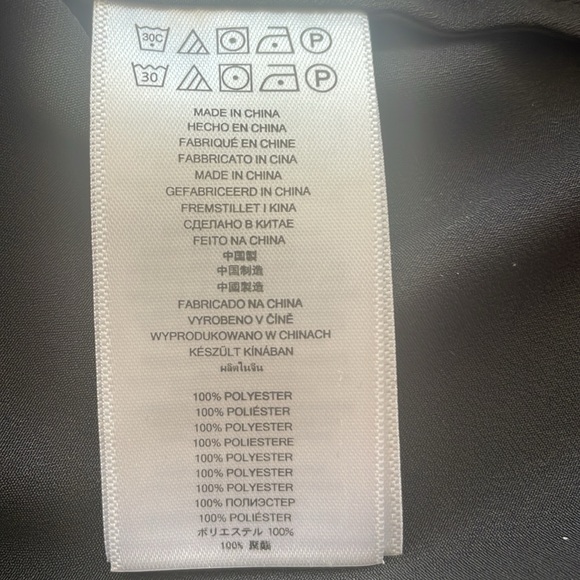 30C P
30 P
MADE IN CHINA
HECHO EN CHINA
FABRIQUÉ EN CHINE
FABBRICATO IN CINA
MADE IN CHINA
GEFABRICEERD IN CHINA
FREMSTILLET I KINA
СДЕЛАНО В КИТАЕ
FEITO NA CHINA
中国製
中国制造
中國製造
FABRICADO NA CHINA
VYROBENO V ČÍNĚ
WYPRODUKOWANO W CHINACH
KÉSZÜLT KÍNÁBAN
ผลิตในจีน
100% POLYESTER
100% POLIÉSTER
100% POLYESTER
100% POLIESTERE
100% POLYESTER
100% POLYESTER
100% POLYESTER
100% ПОЛИЭСТЕР
100% POLIÉSTER
ポリエステル 100%
100% 聚酯